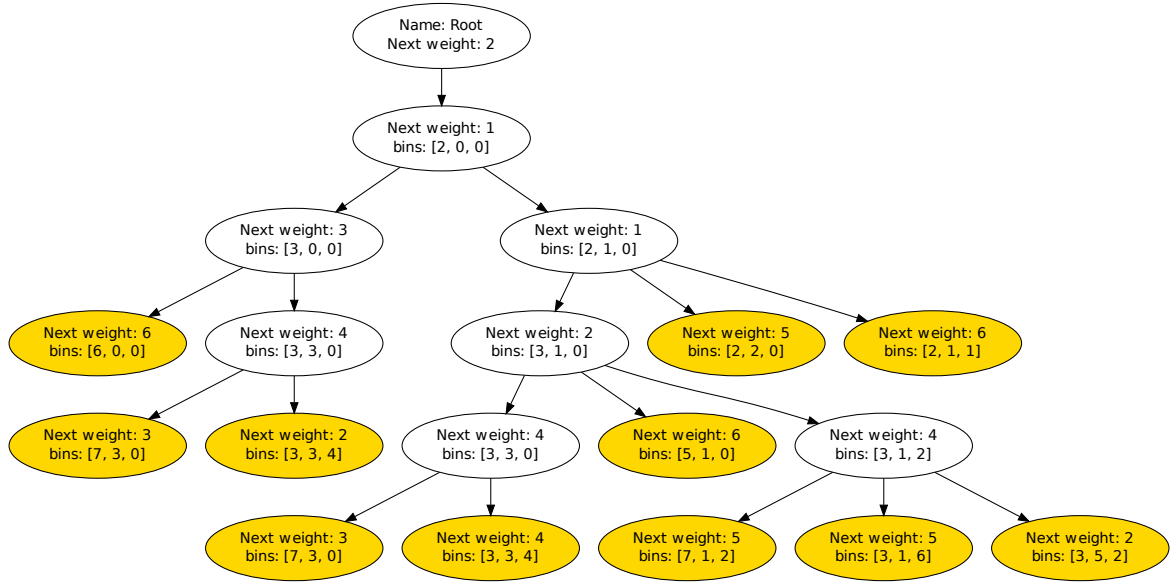 Name: Root
Next weight: 2
Next weight: 1
bins: [2, 0, 0]
Next weight: 3
bins: [3, 0, 0]
Next weight: 1
bins: [2, 1, 0]
Next weight: 6
bins: [6, 0, 0]
Next weight: 4
bins: [3, 3, 0]
Next weight: 2
bins: [3, 1, 0]
Next weight: 5
bins: [2, 2, 0]
Next weight: 6
bins: [2, 1, 1]
Next weight: 3
bins: [7, 3, 0]
Next weight: 2
bins: [3, 3, 4]
Next weight: 4
bins: [3, 3, 0]
Next weight: 6
bins: [5, 1, 0]
Next weight: 4
bins: [3, 1, 2]
Next weight: 3
bins: [7, 3, 0]
Next weight: 4
bins: [3, 3, 4]
Next weight: 5
bins: [7, 1, 2]
Next weight: 5
bins: [3, 1, 6]
Next weight: 2
bins: [3, 5, 2]